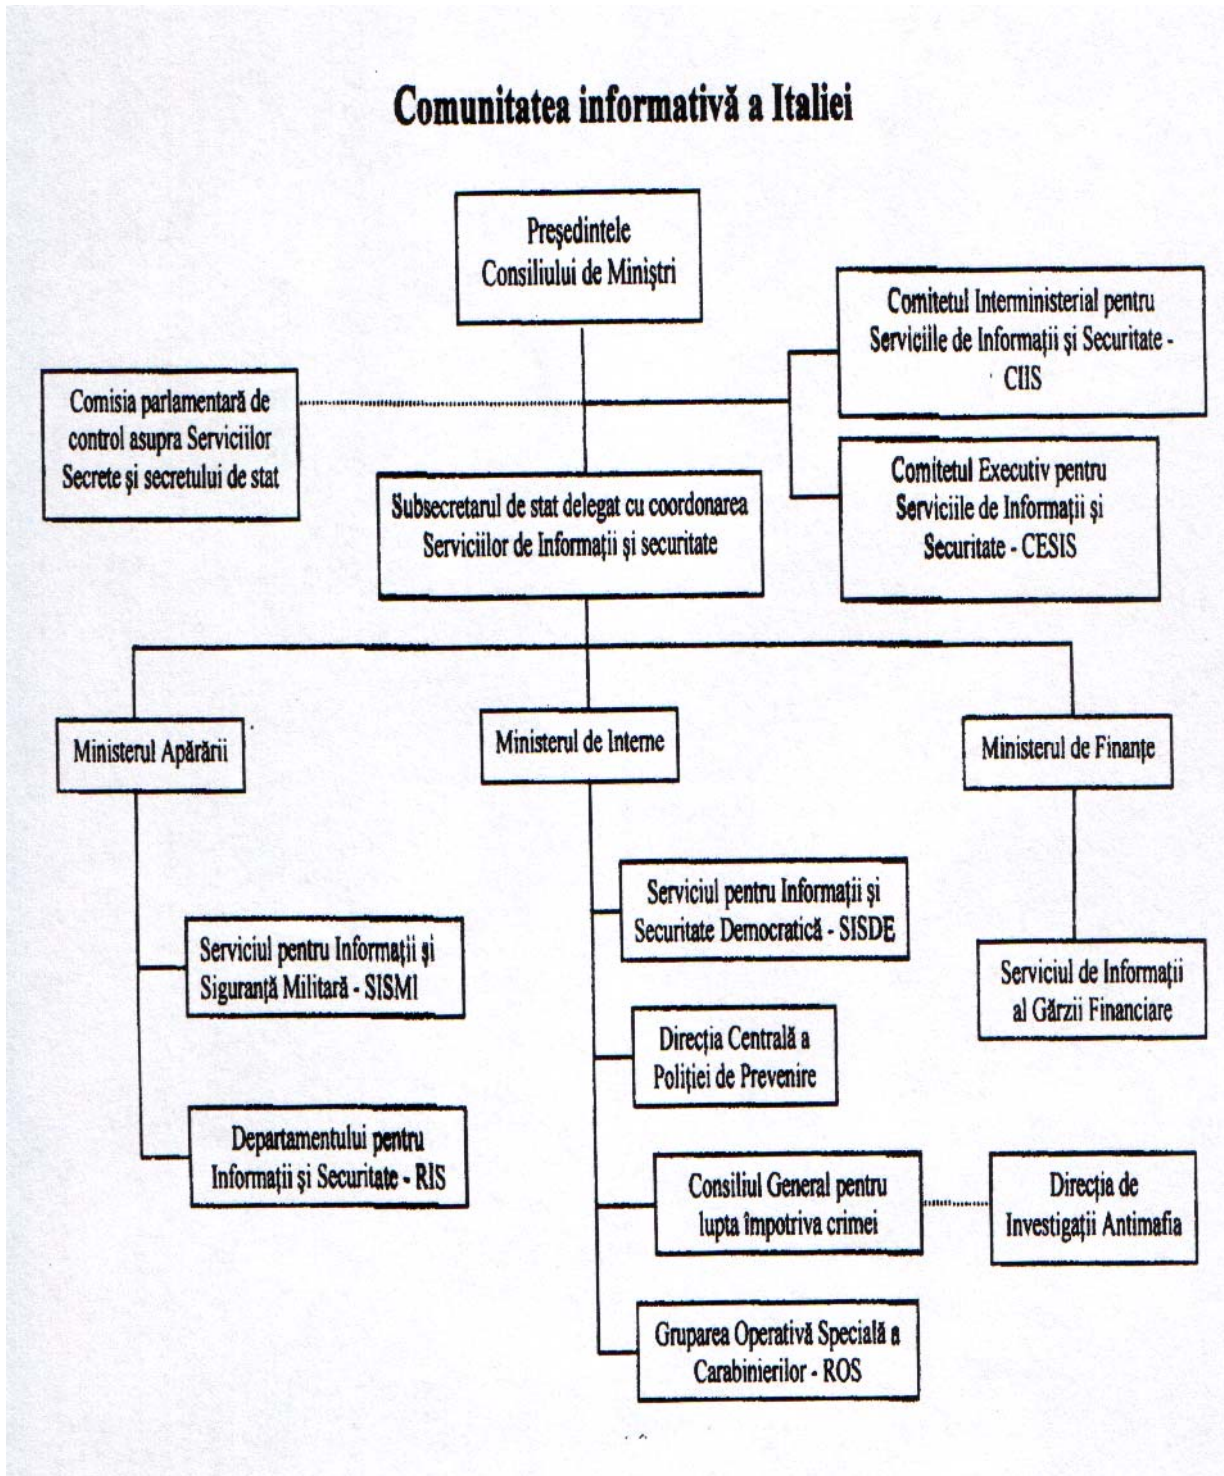 Comunitatea informativă a Italiei
Preşedintele
Consiliului de Miniştri
Comitetul Interministerial pentru
Serviciile de Informaţii şi Securitate -
CIIS
Comisia parlamentară de
control asupra Serviciilor
Secrete şi secretului de stat
Comitetul Executiv pentru
Serviciile de Informaţii şi
Securitate - CESIS
Subsecretarul de stat delegat cu coordonarea
Serviciilor de Informaţii şi securitate
Ministerul Apărării
Ministerul de Interne
Ministerul de Finanţe
Serviciul pentru Informaţii şi
Securitate Democratică - SISDE
Serviciul pentru Informaţii şi
Siguranţă Militară - SISMI
Serviciul de Informaţii
al Gărzii Financiare
Direcţia Centrală a
Poliţiei de Prevenire
Departamentului pentru
Informaţii şi Securitate - RIS
Consiliul General pentru
lupta împotriva crimei
Direcţia de
Investigaţii Antimafia
Gruparea Operativă Specială a
Carabinierilor - ROS